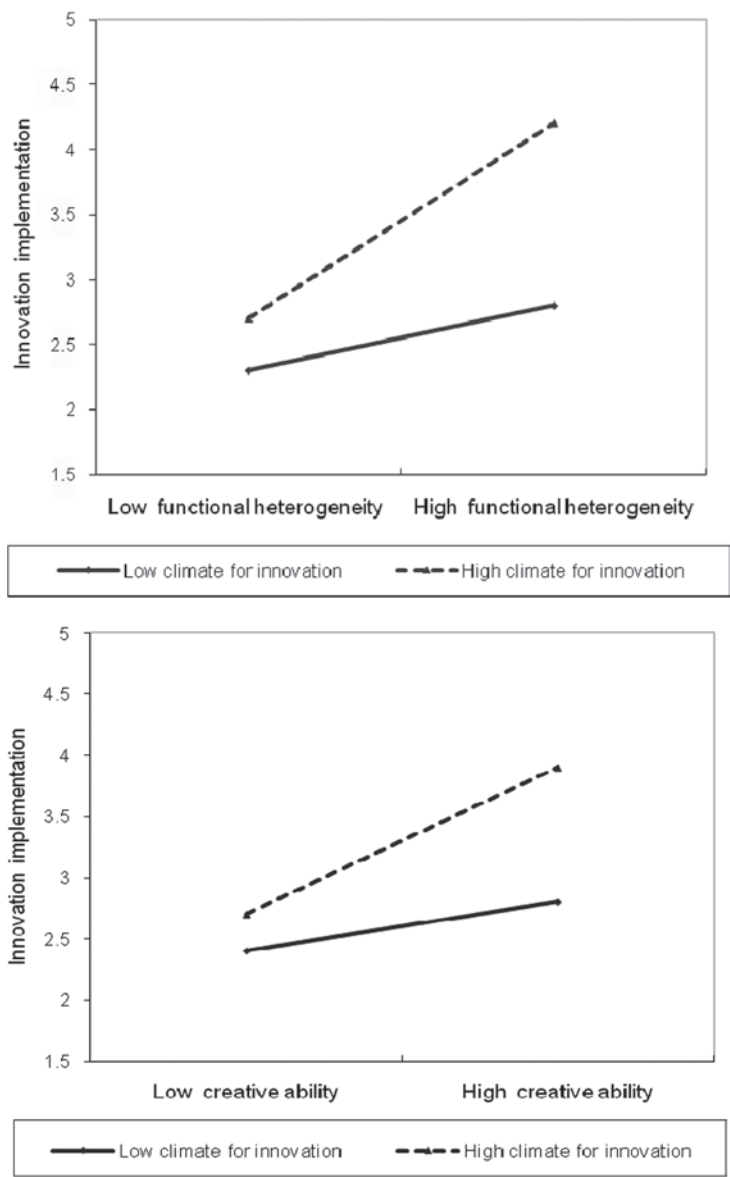 5
4.5
4
3.5
3
2.5
2
1.5
Innovation implementation
Low functional heterogeneity High functional heterogeneity
Low climate for innovation High climate for innovation
5
4.5
4
3.5
3
2.5
2
1.5
Innovation implementation
Low creative ability High creative ability
Low climate for innovation High climate for innovation